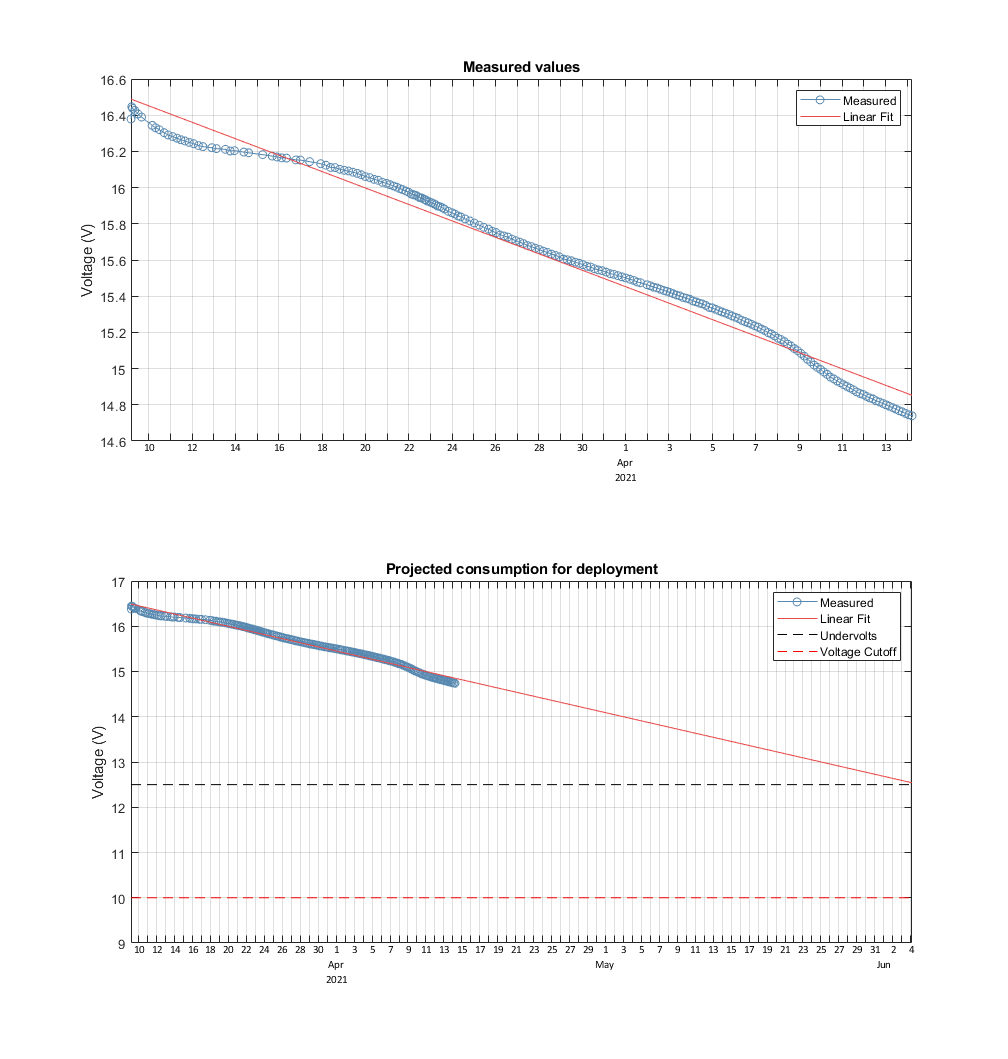 Measured values
Voltage (V)
16.6
16.4
16.2
16
15.8
15.6
15.4
15.2
15
14.8
14.6
Measured
Linear Fit
10 12 14 16 18 20 22 24 26 28 30 1 3 5 7 9 11 13
Apr
2021
Projected consumption for deployment
Voltage (V)
17
16
15
14
13
12
11
10
9
Measured
Linear Fit
Undervolts
Voltage Cutoff
10 12 14 16 18 20 22 24 26 28 30 1 3 5 7 9 11 13 15 17 19 21 23 25 27 29 1 3 5 7 9 11 13 15 17 19 21 23 25 27 29 31 2 4
Apr May Jun
2021